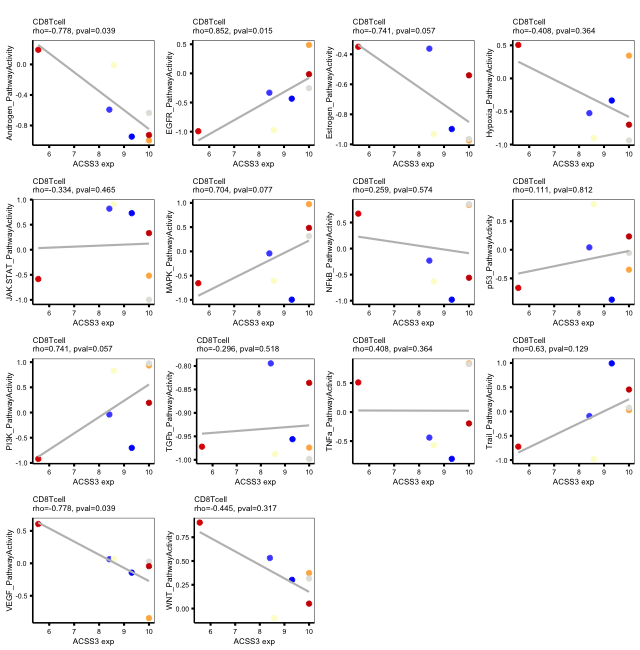 CD8Tcell
rho=-0.778, pval=0.039
Androgen_PathwayActivity
0.0
-0.4
-0.8
6 7 8 9 10
ACSS3 exp
CD8Tcell
rho=0.852, pval=0.015
EGFR_PathwayActivity
0.5
0.0
-0.5
-1.0
6 7 8 9 10
ACSS3 exp
CD8Tcell
rho=-0.741, pval=0.057
Estrogen_PathwayActivity
-0.4
-0.6
-0.8
-1.0
6 7 8 9 10
ACSS3 exp
CD8Tcell
rho=-0.408, pval=0.364
Hypoxia_PathwayActivity
0.5
0.0
-0.5
-1.0
6 7 8 9 10
ACSS3 exp
CD8Tcell
rho=-0.334, pval=0.465
JAK.STAT_PathwayActivity
1.0
0.5
0.0
-0.5
-1.0
6 7 8 9 10
ACSS3 exp
CD8Tcell
rho=0.704, pval=0.077
MAPK_PathwayActivity
1.0
0.5
0.0
-0.5
-1.0
6 7 8 9 10
ACSS3 exp
CD8Tcell
rho=0.259, pval=0.574
NFkB_PathwayActivity
0.5
0.0
-0.5
-1.0
6 7 8 9 10
ACSS3 exp
CD8Tcell
rho=0.111, pval=0.812
p53_PathwayActivity
0.5
0.0
-0.5
6 7 8 9 10
ACSS3 exp
CD8Tcell
rho=0.741, pval=0.057
PI3K_PathwayActivity
1.0
0.5
0.0
-0.5
-1.0
6 7 8 9 10
ACSS3 exp
CD8Tcell
rho=-0.296, pval=0.518
TGFb_PathwayActivity
-0.80
-0.85
-0.90
-0.95
-1.00
6 7 8 9 10
ACSS3 exp
CD8Tcell
rho=0.408, pval=0.364
TNFa_PathwayActivity
0.5
0.0
-0.5
6 7 8 9 10
ACSS3 exp
CD8Tcell
rho=0.63, pval=0.129
Trail_PathwayActivity
1.0
0.5
0.0
-0.5
-1.0
6 7 8 9 10
ACSS3 exp
CD8Tcell
rho=-0.778, pval=0.039
VEGF_PathwayActivity
0.5
0.0
-0.5
6 7 8 9 10
ACSS3 exp
CD8Tcell
rho=-0.445, pval=0.317
WNT_PathwayActivity
0.75
0.50
0.25
0.00
6 7 8 9 10
ACSS3 exp